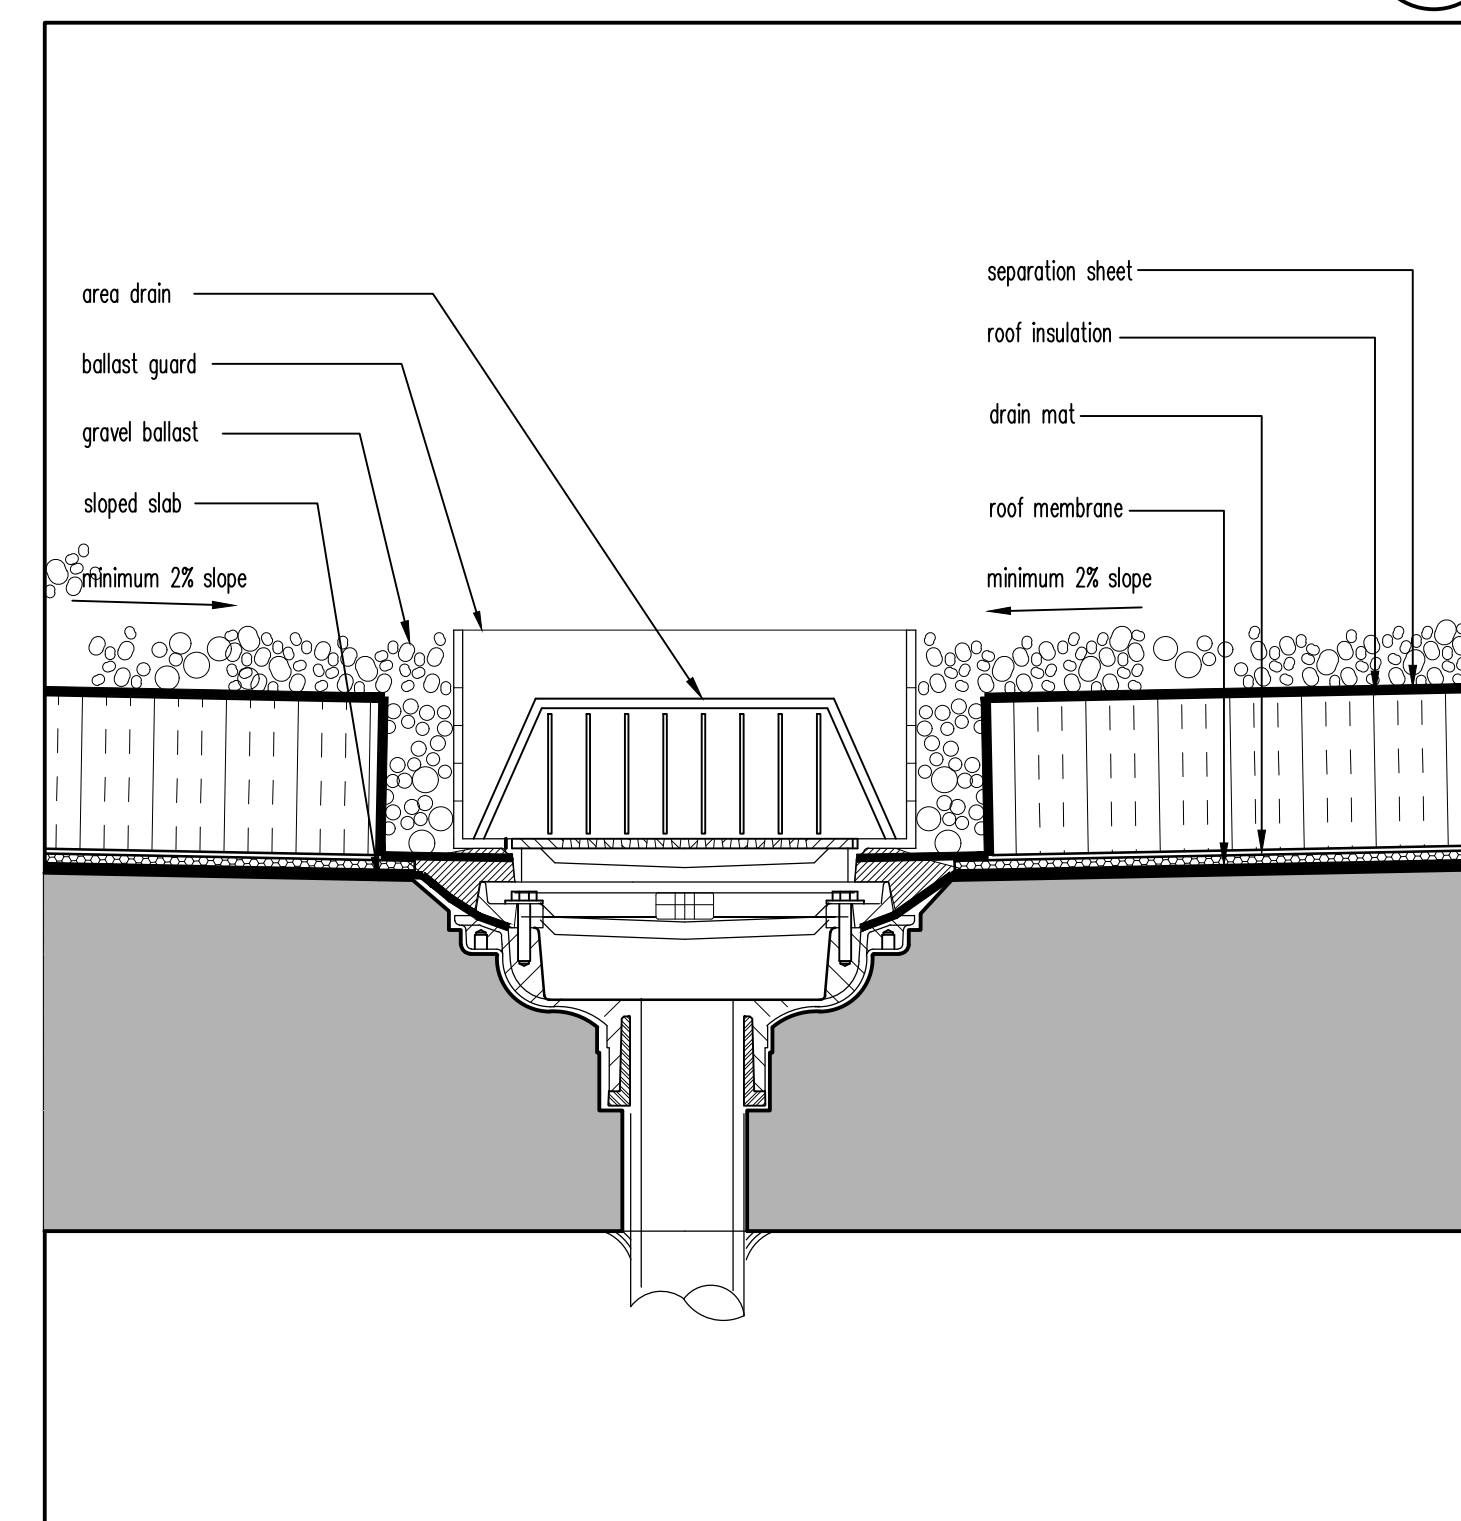 area drain
ballast guard
gravel ballast
sloped slab
minimum 2% slope
separation sheet
roof insulation
drain mat
roof membrane
minimum 2% slope